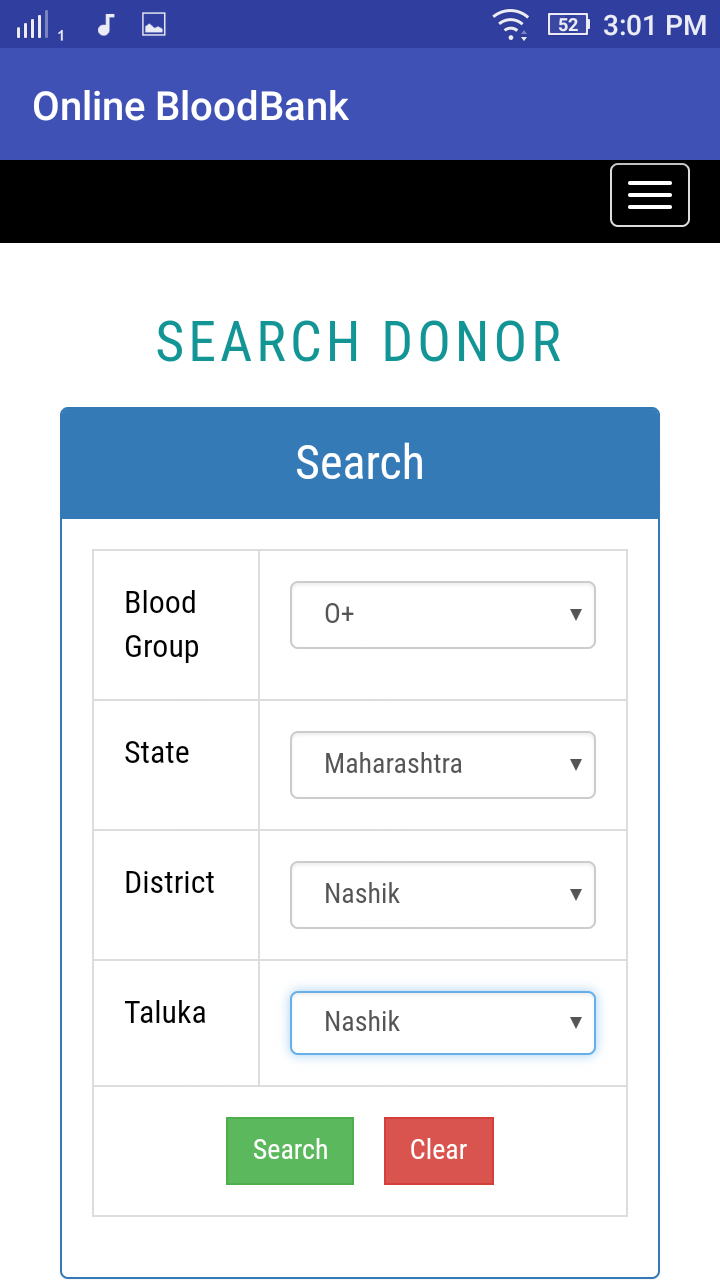 1 52 3:01 PM
Online BloodBank
SEARCH DONOR
Search
Blood Group O+
State Maharashtra
District Nashik
Taluka Nashik
Search Clear